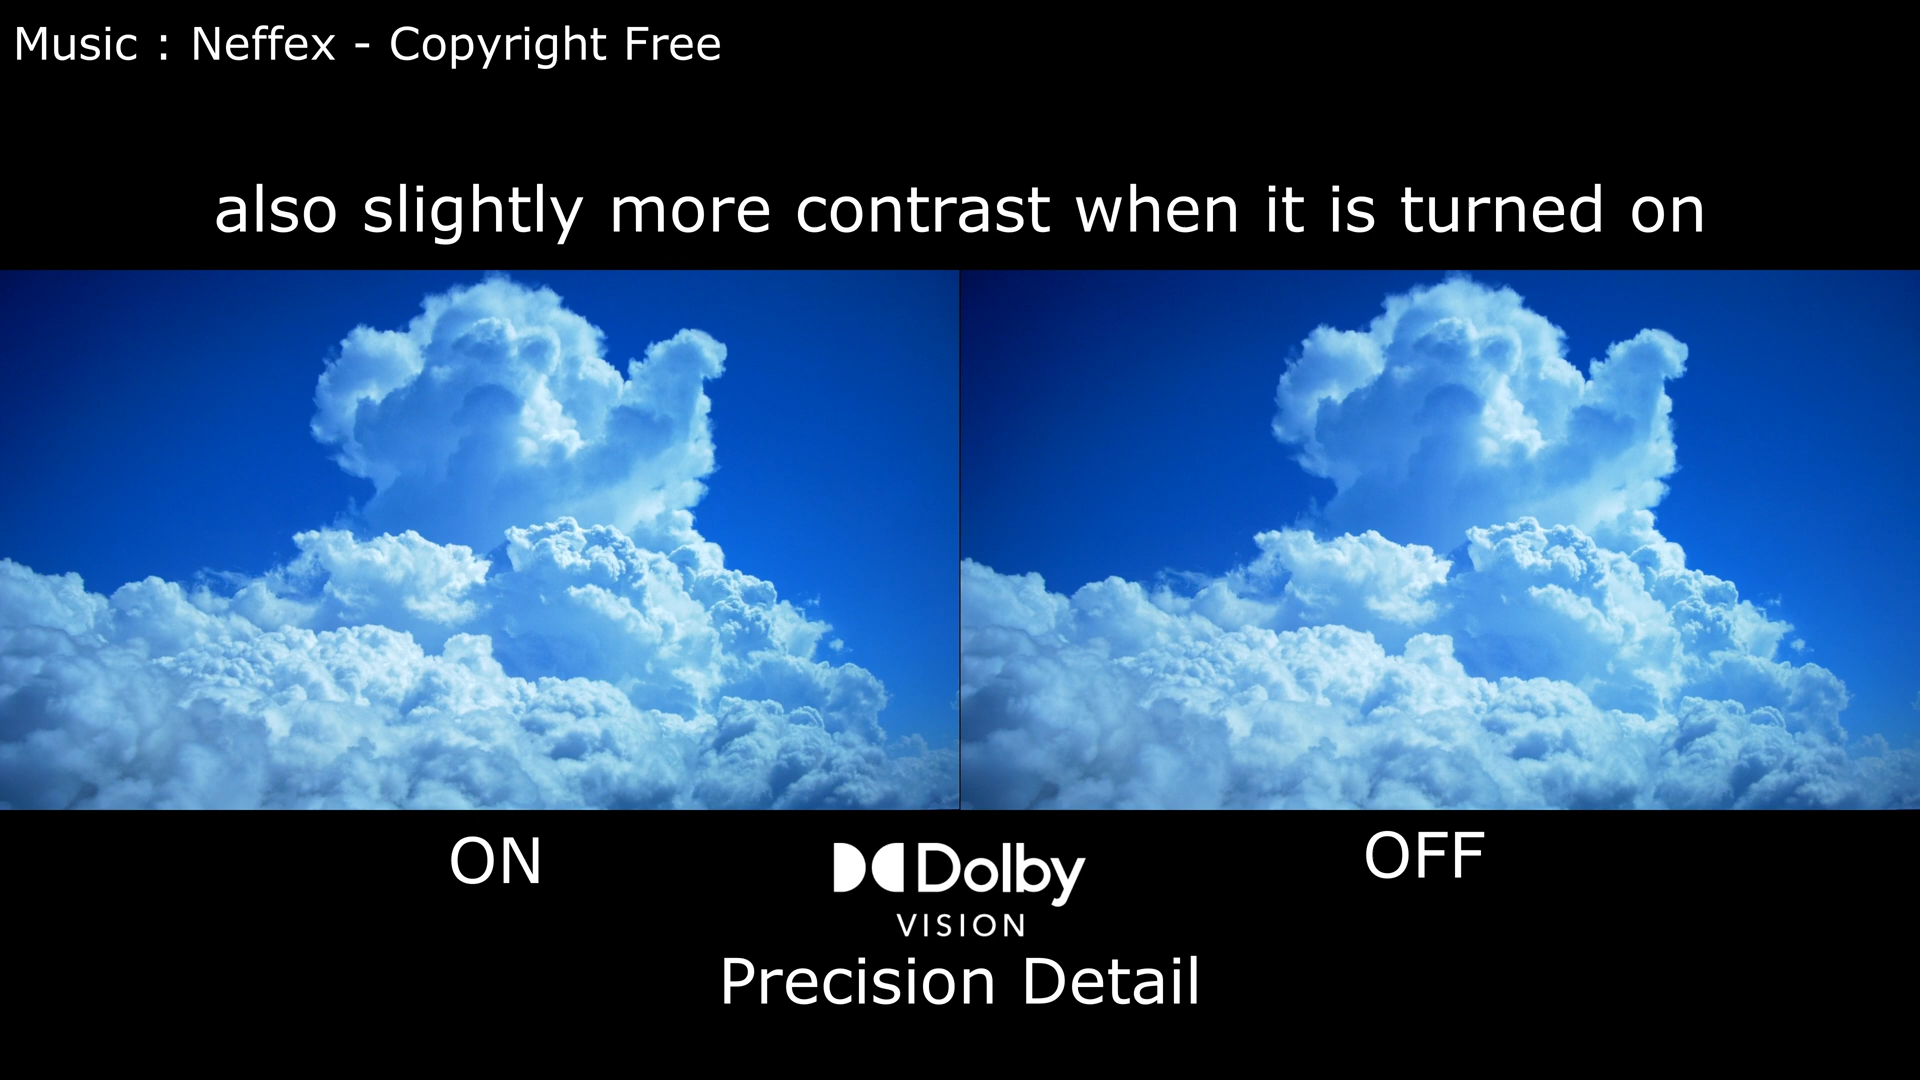 Music : Neffex - Copyright Free
also slightly more contrast when it is turned on
ON
OFF
Dolby
VISION
Precision Detail